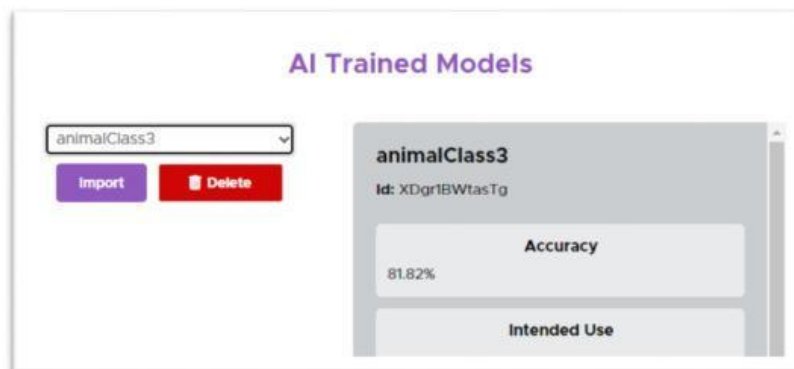 AI Trained Models
animalClass3
Import
Delete
animalClass3
Id: XDgr1BWtasTg
Accuracy
81.82%
Intended Use